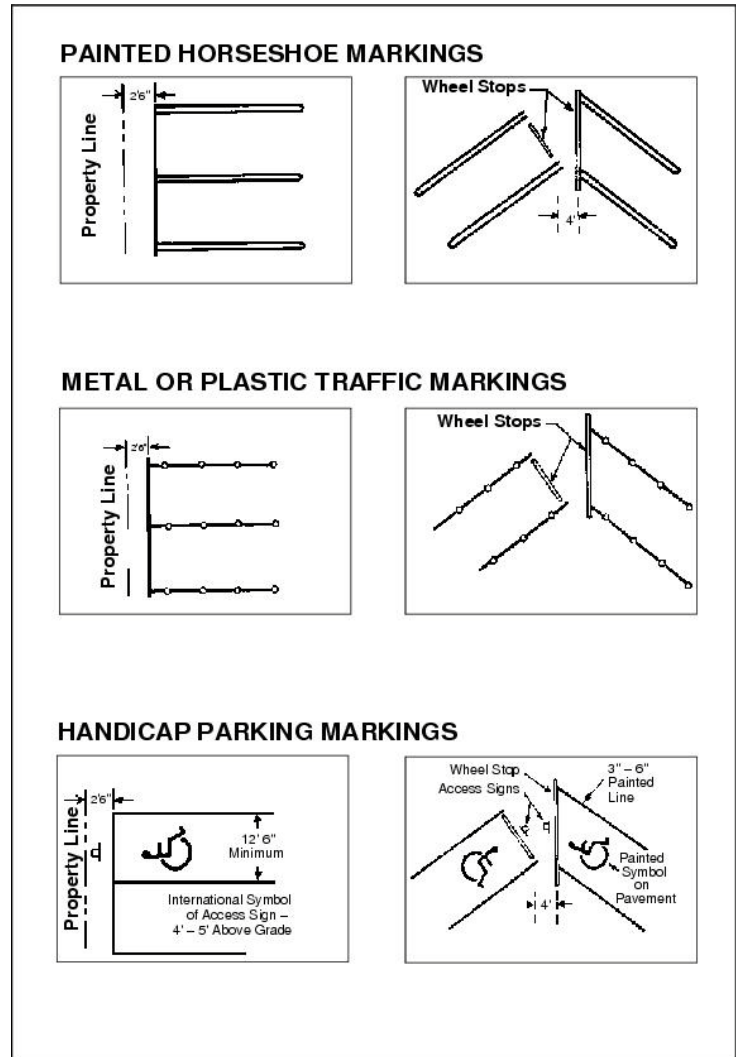 PAINTED HORSESHOE MARKINGS
2'6"
Property Line
Wheel Stops
4'
METAL OR PLASTIC TRAFFIC MARKINGS
2'6"
Property Line
Wheel Stops
HANDICAP PARKING MARKINGS
2'6"
Property Line
12' 6"
Minimum
International Symbol
of Access Sign –
4' – 5' Above Grade
Wheel Stop
Access Signs
3" – 6"
Painted
Line
Painted
Symbol
on
Pavement
4'